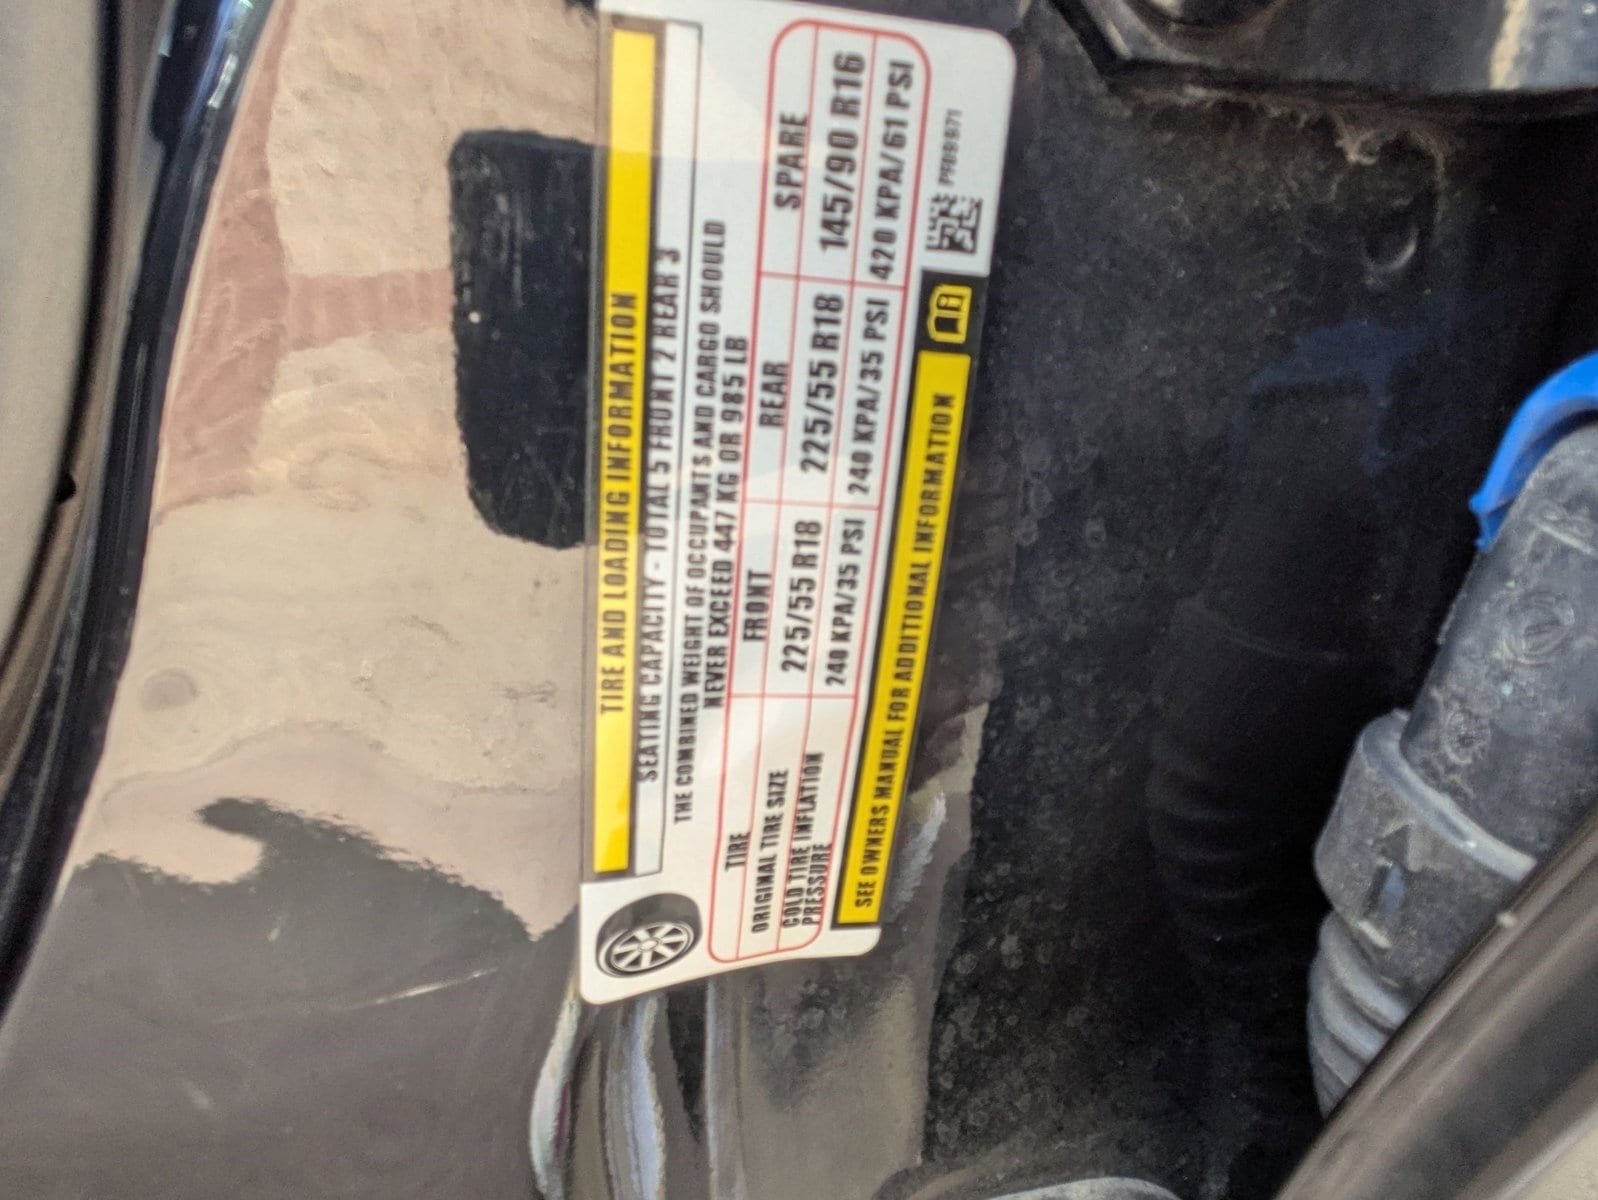 TIRE AND LOADING INFORMATION
SEATING CAPACITY - TOTAL 5 FRONT 2 REAR 3
THE COMBINED WEIGHT OF OCCUPANTS AND CARGO SHOULD
NEVER EXCEED 447 KG OR 985 LB
TIRE FRONT REAR SPARE
ORIGINAL TIRE SIZE 225/55 R18 225/55 R18 145/90 R16
COLD TIRE INFLATION
PRESSURE 240 KPA/35 PSI 240 KPA/35 PSI 420 KPA/61 PSI
SEE OWNERS MANUAL FOR ADDITIONAL INFORMATION